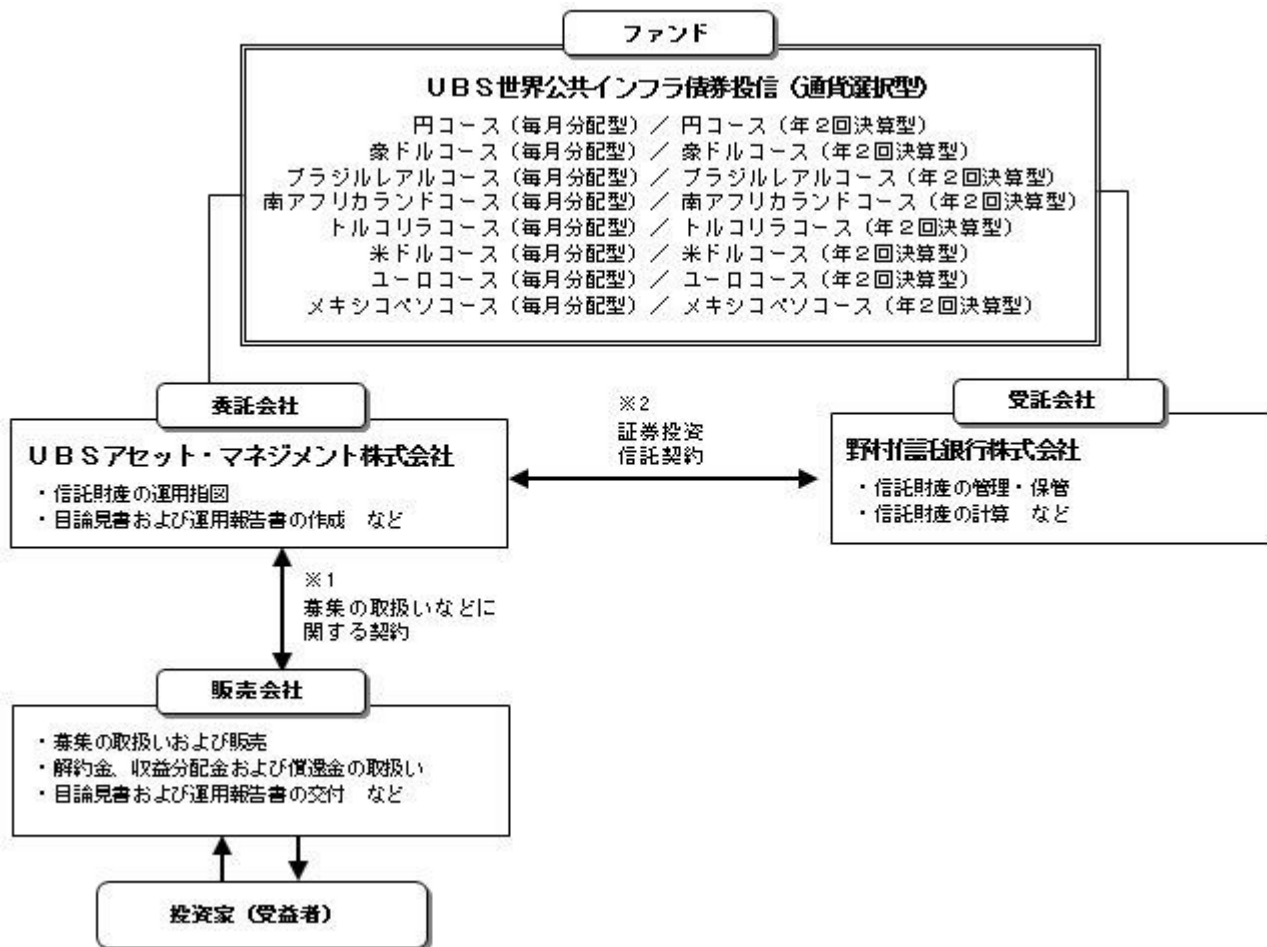 ファンド
UBS世界公共インフラ債券投信（通貨選択型）
円コース（毎月分配型）／円コース（年２回決算型）
豪ドルコース（毎月分配型）／豪ドルコース（年２回決算型）
ブラジルレアルコース（毎月分配型）／ブラジルレアルコース（年２回決算型）
南アフリカランドコース（毎月分配型）／南アフリカランドコース（年２回決算型）
トルコリラコース（毎月分配型）／トルコリラコース（年２回決算型）
米ドルコース（毎月分配型）／米ドルコース（年２回決算型）
ユーロコース（毎月分配型）／ユーロコース（年２回決算型）
メキシコペソコース（毎月分配型）／メキシコペソコース（年２回決算型）
委託会社
UBSアセット・マネジメント株式会社
・信託財産の運用指図
・目論見書および運用報告書の作成　など
※2
証券投資
信託契約
受託会社
野村信託銀行株式会社
・信託財産の管理・保管
・信託財産の計算　など
※1
募集の取扱いなどに
関する契約
販売会社
・募集の取扱いおよび販売
・解約金、収益分配金および償還金の取扱い
・目論見書および運用報告書の交付　など
投資家（受益者）